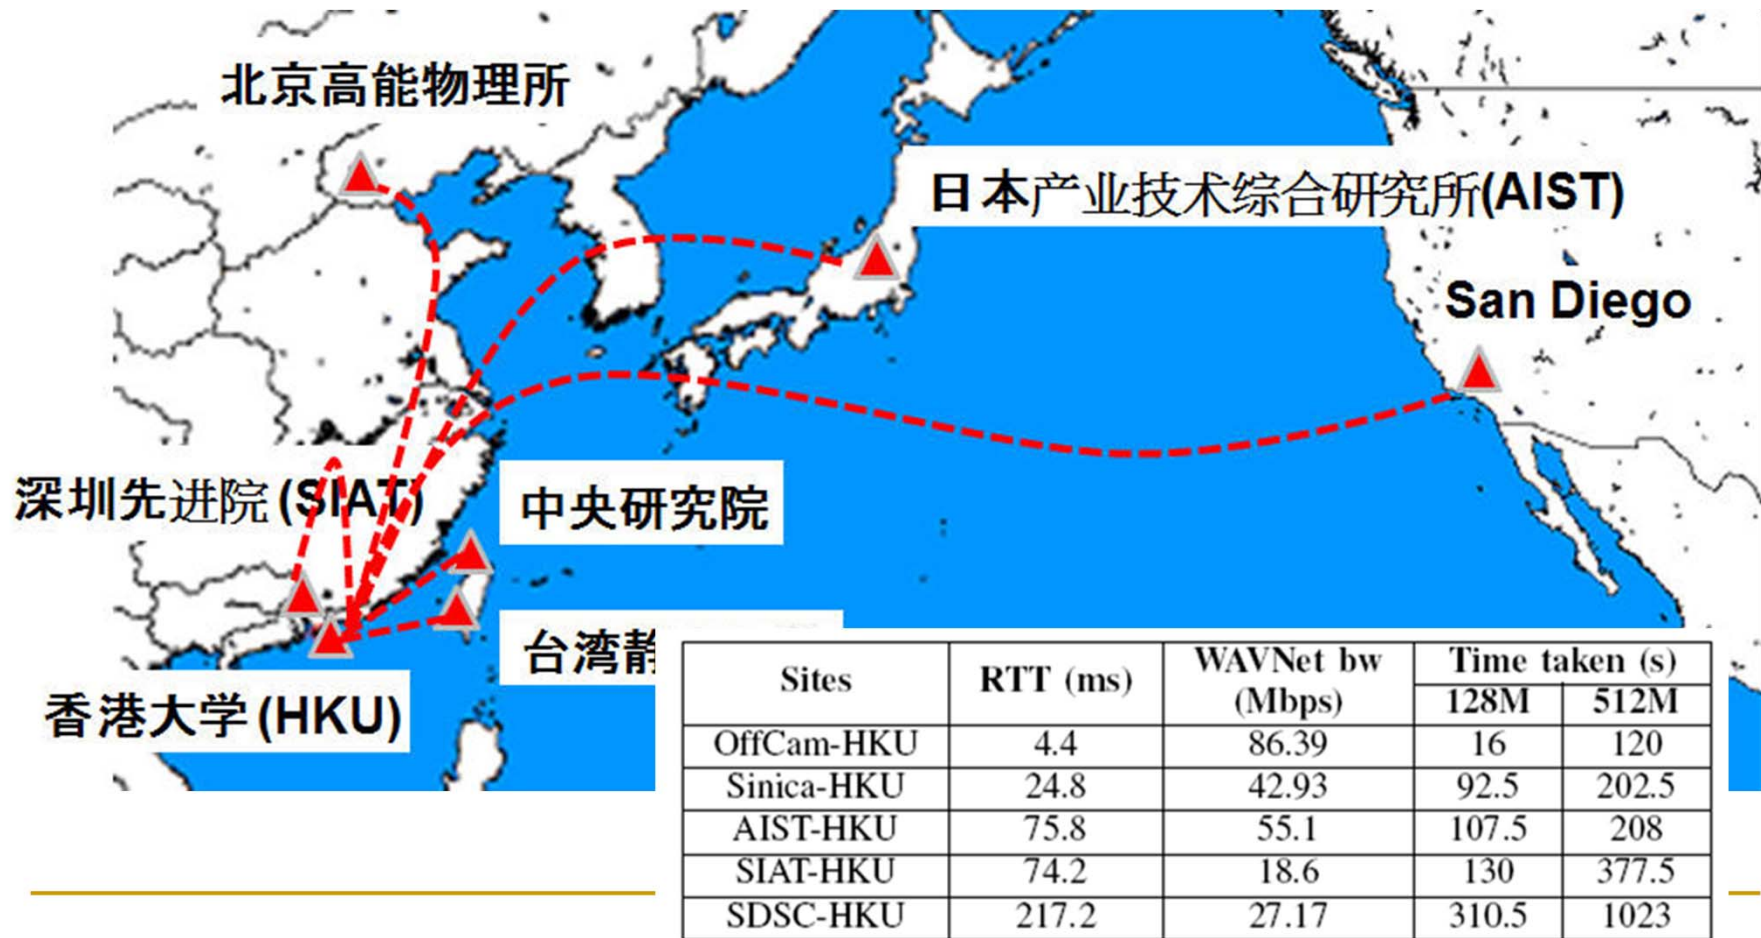 北京高能物理所
日本产业技术综合研究所(AIST)
San Diego
深圳先进院(SIAT)
中央研究院
台湾静
香港大学(HKU)
Sites RTT (ms) WAVNet bw (Mbps) Time taken (s)
128M 512M
OffCam-HKU 4.4 86.39 16 120
Sinica-HKU 24.8 42.93 92.5 202.5
AIST-HKU 75.8 55.1 107.5 208
SIAT-HKU 74.2 18.6 130 377.5
SDSC-HKU 217.2 27.17 310.5 1023